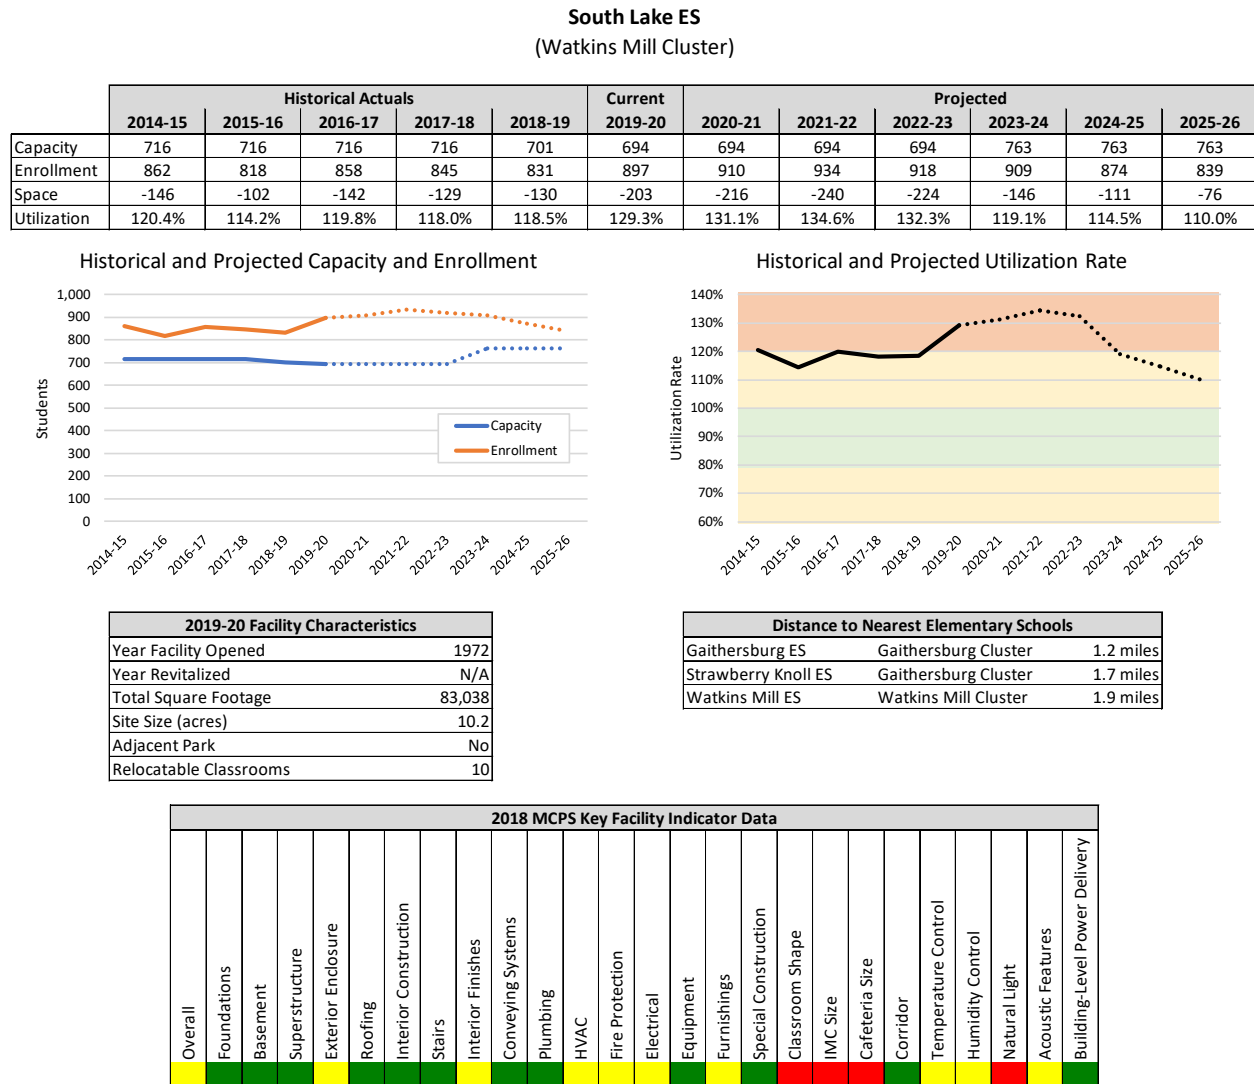 South Lake ES
(Watkins Mill Cluster)
Historical Actuals Current Projected
2014-15 2015-16 2016-17 2017-18 2018-19 2019-20 2020-21 2021-22 2022-23 2023-24 2024-25 2025-26
Capacity 716 716 716 716 701 694 694 694 694 763 763 763
Enrollment 862 818 858 845 831 897 910 934 918 909 874 839
Space -146 -102 -142 -129 -130 -203 -216 -240 -224 -146 -111 -76
Utilization 120.4% 114.2% 119.8% 118.0% 118.5% 129.3% 131.1% 134.6% 132.3% 119.1% 114.5% 110.0%
Historical and Projected Capacity and Enrollment
1,000
900
800
700
600
500
400
300
200
100
0
Students
Capacity
Enrollment
2014-15 2015-16 2016-17 2017-18 2018-19 2019-20 2020-21 2021-22 2022-23 2023-24 2024-25 2025-26
Historical and Projected Utilization Rate
140%
130%
120%
110%
100%
90%
80%
70%
60%
Utilization Rate
2014-15 2015-16 2016-17 2017-18 2018-19 2019-20 2020-21 2021-22 2022-23 2023-24 2024-25 2025-26
2019-20 Facility Characteristics
Year Facility Opened 1972
Year Revitalized N/A
Total Square Footage 83,038
Site Size (acres) 10.2
Adjacent Park No
Relocatable Classrooms 10
Distance to Nearest Elementary Schools
Gaithersburg ES Gaithersburg Cluster 1.2 miles
Strawberry Knoll ES Gaithersburg Cluster 1.7 miles
Watkins Mill ES Watkins Mill Cluster 1.9 miles
2018 MCPS Key Facility Indicator Data
Overall
Foundations
Basement
Superstructure
Exterior Enclosure
Roofing
Interior Construction
Stairs
Interior Finishes
Conveying Systems
Plumbing
HVAC
Fire Protection
Electrical
Equipment
Furnishings
Special Construction
Classroom Shape
IMC Size
Cafeteria Size
Corridor
Temperature Control
Humidity Control
Natural Light
Acoustic Features
Building-Level Power Delivery